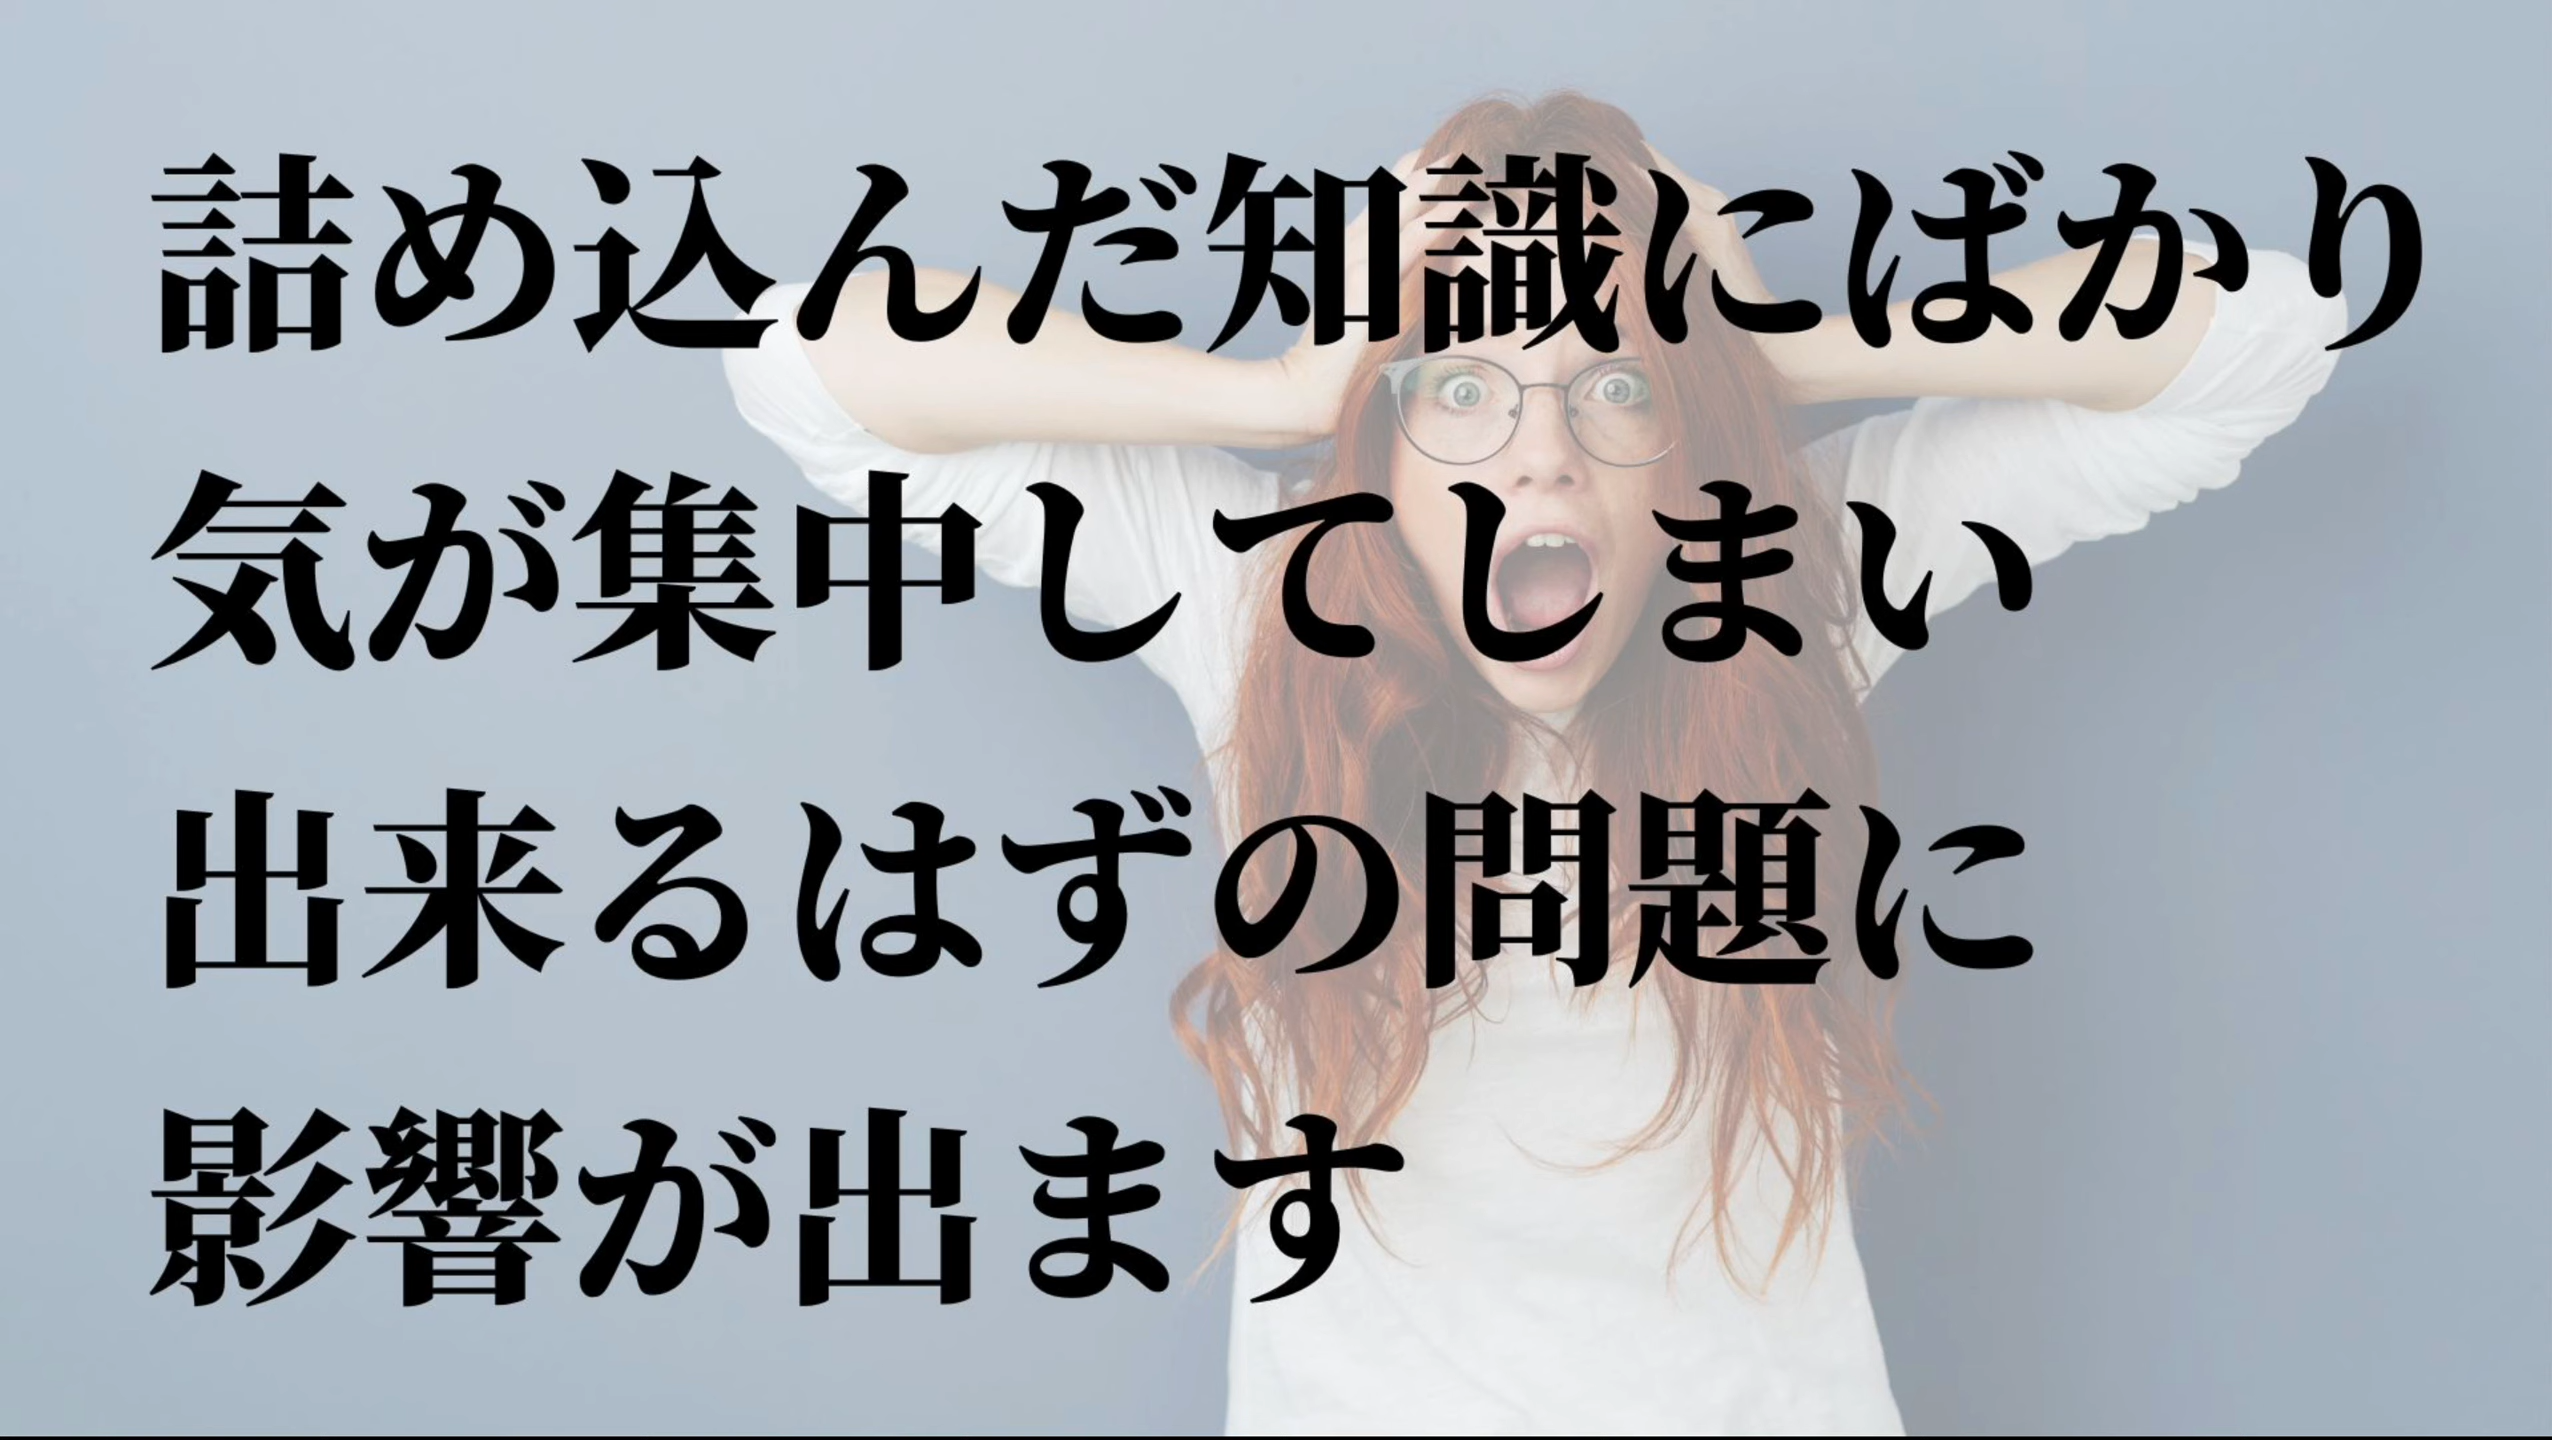 詰め込んだ知識にばかり
気が集中してしまい
出来るはずの問題に
影響が出ます